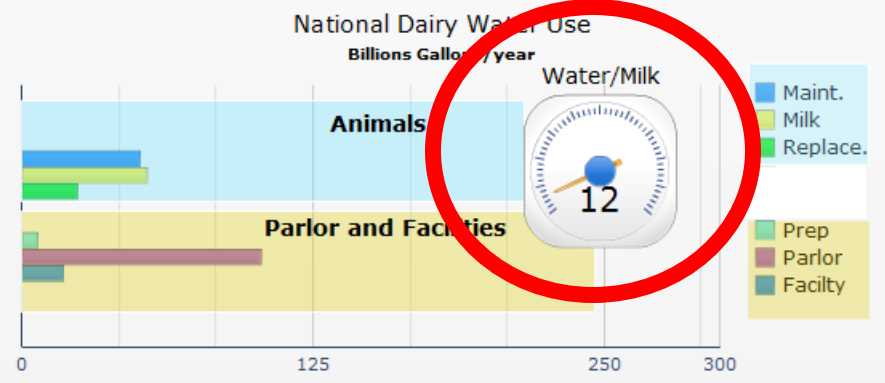 National Dairy Water Use
Billions Gallons/year
Water/Milk
12
Animals
Parlor and Facilties
Maint.
Milk
Replace.
Prep
Parlor
Facilty
0 125 250 300